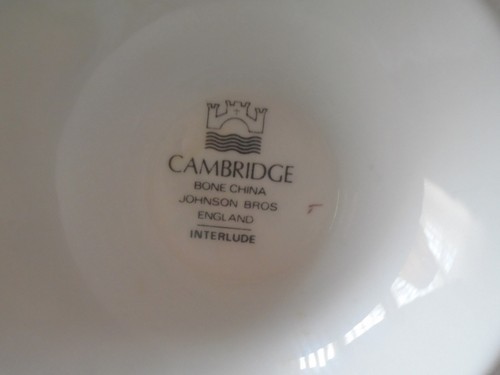 CAMBRIDGE
BONE CHINA
JOHNSON BROS
ENGLAND
INTERLUDE